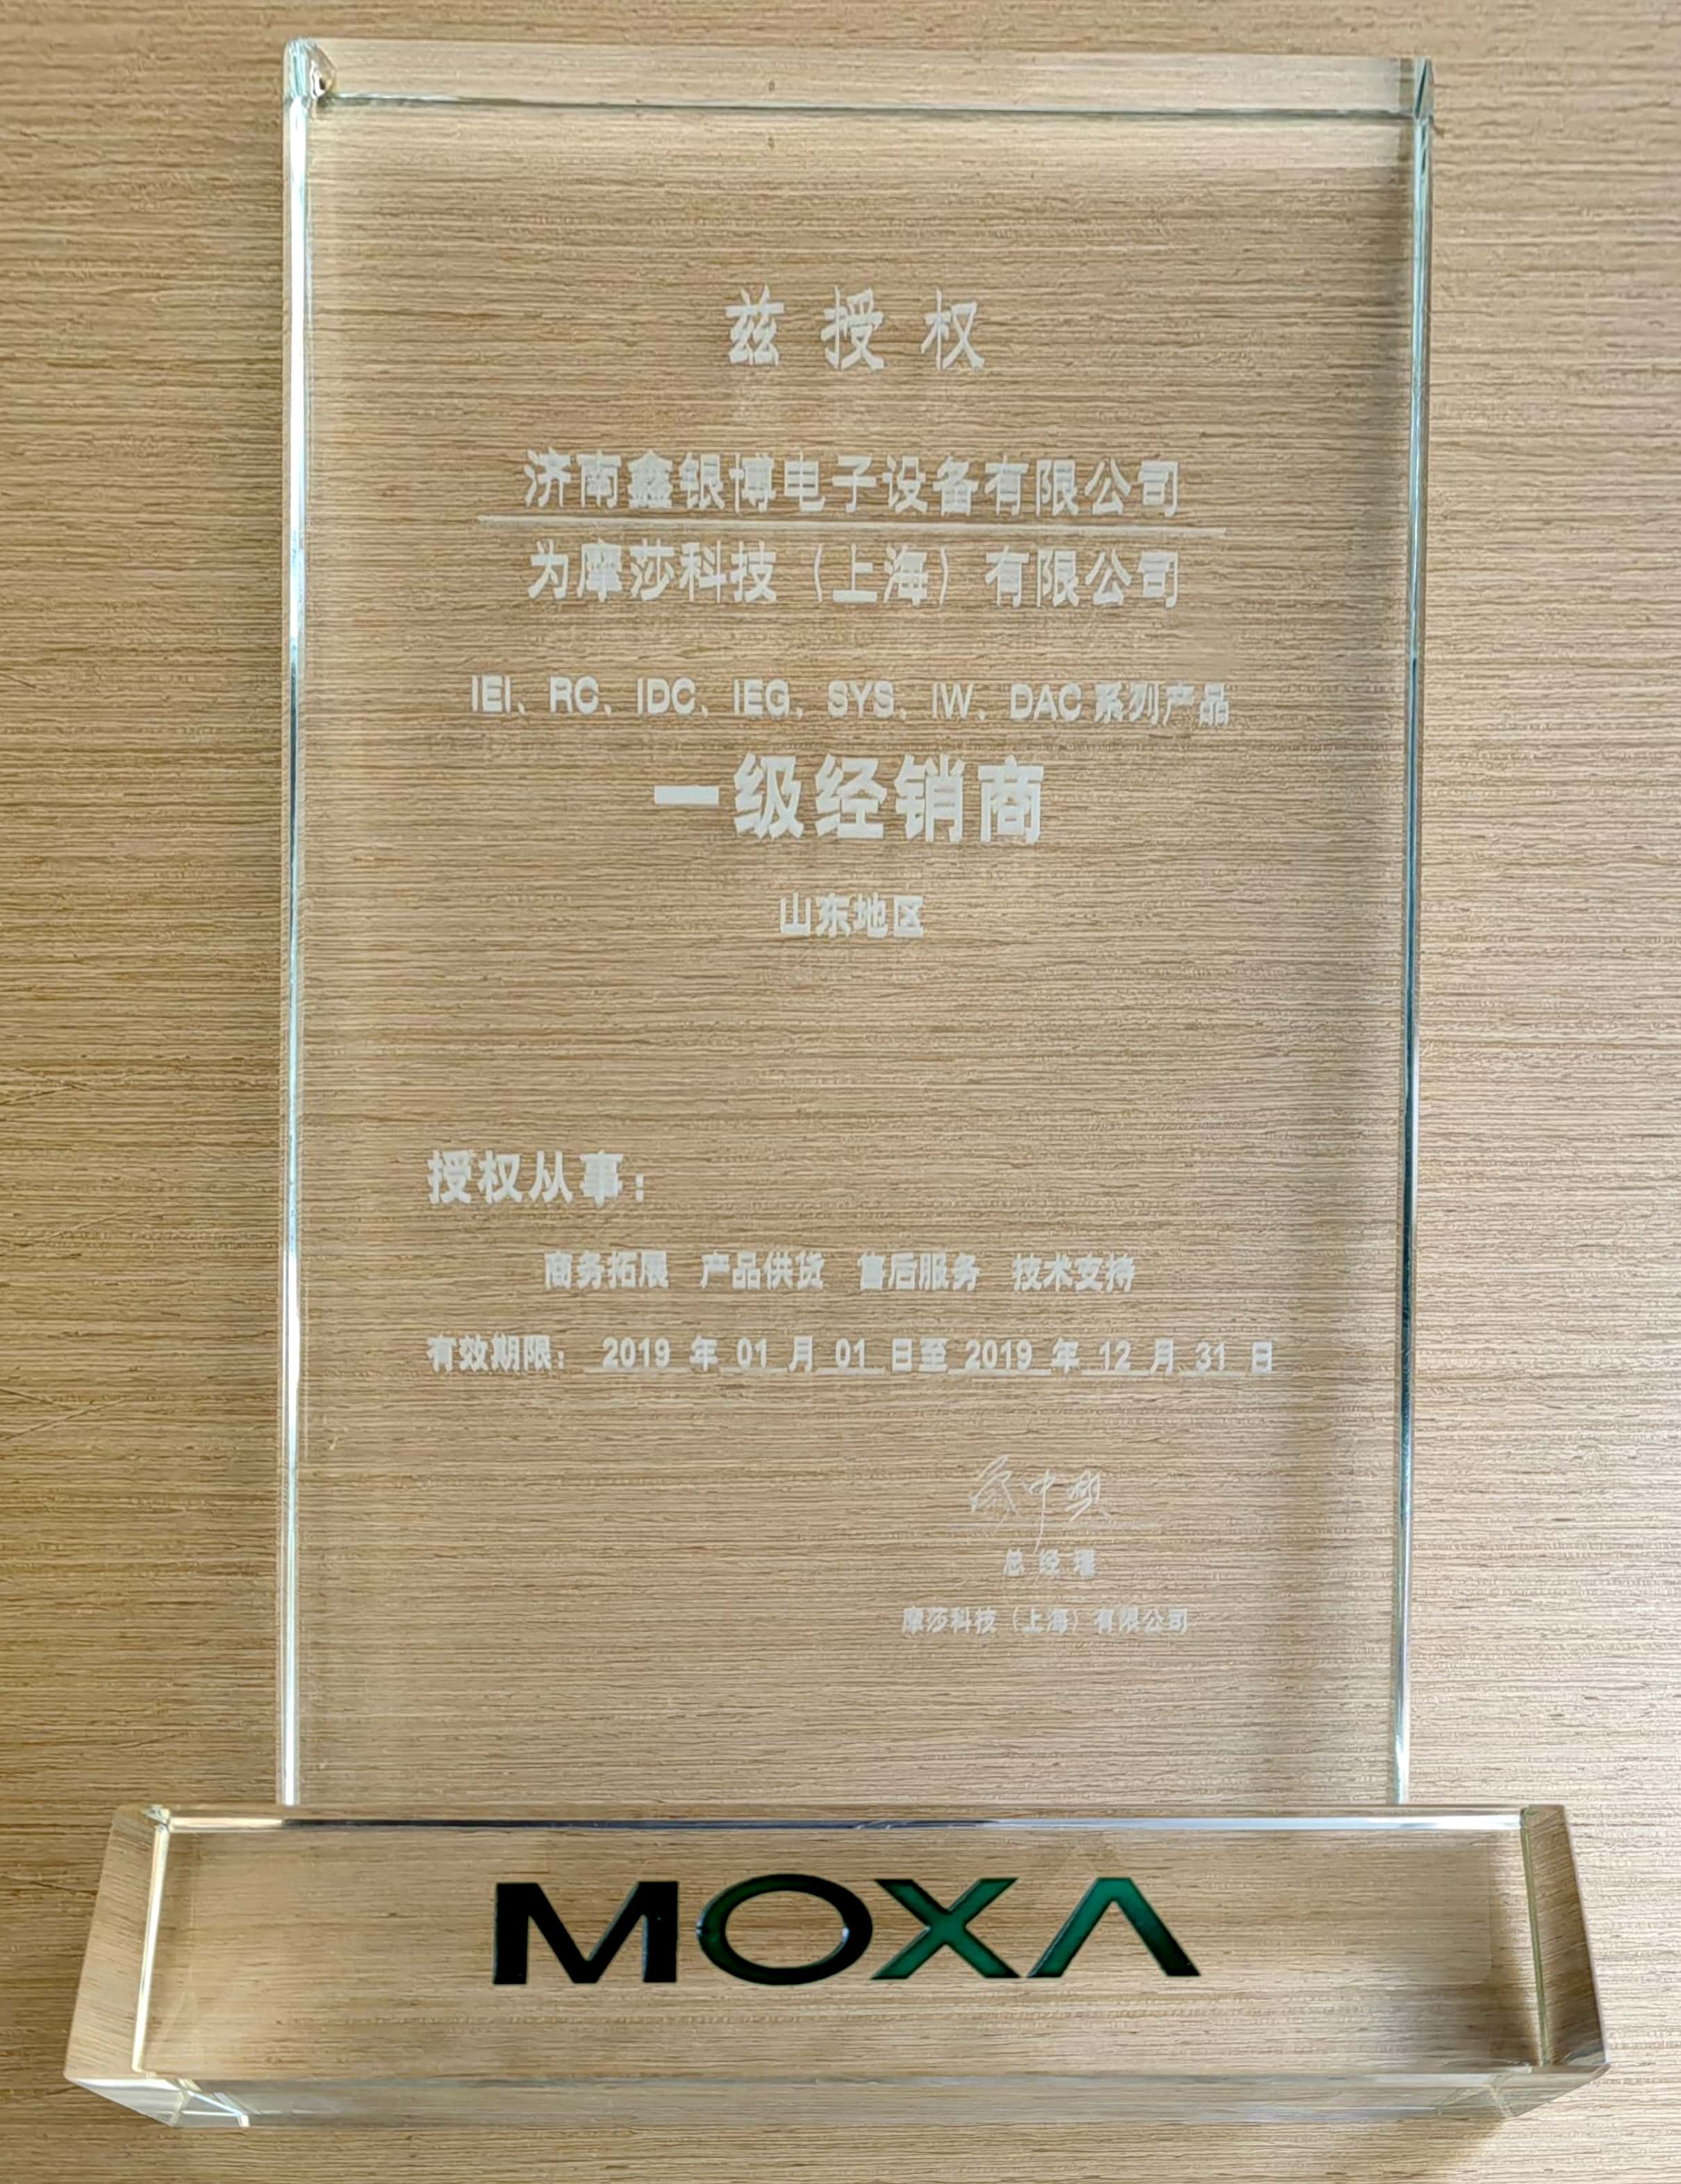 兹授权
济南鑫银博电子设备有限公司
为摩莎科技（上海）有限公司
IEI、RC、IDC、IEG、SYS、IW、DAC 系列产品
一级经销商
山东地区
授权从事：
商务拓展 产品供货 售后服务 技术支持
有效期限： 2019 年 01 月 01 日至 2019 年 12 月 31 日
总经理
摩莎科技（上海）有限公司
MOXA